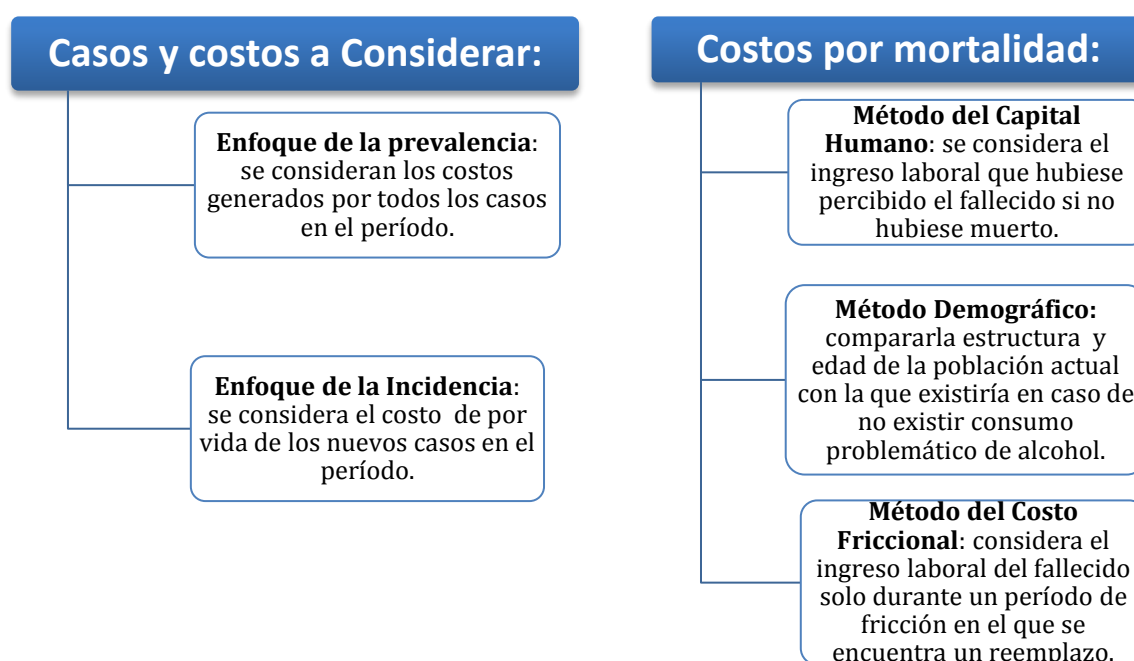 Casos y costos a Considerar:
Enfoque de la prevalencia:
se consideran los costos
generados por todos los casos
en el período.
Enfoque de la Incidencia:
se considera el costo de por
vida de los nuevos casos en el
período.
Costos por mortalidad:
Método del Capital
Humano: se considera el
ingreso laboral que hubiese
percibido el fallecido si no
hubiese muerto.
Método Demográfico:
compararla estructura y
edad de la población actual
con la que existiría en caso de
no existir consumo
problemático de alcohol.
Método del Costo
Friccional: considera el
ingreso laboral del fallecido
solo durante un período de
fricción en el que se
encuentra un reemplazo.